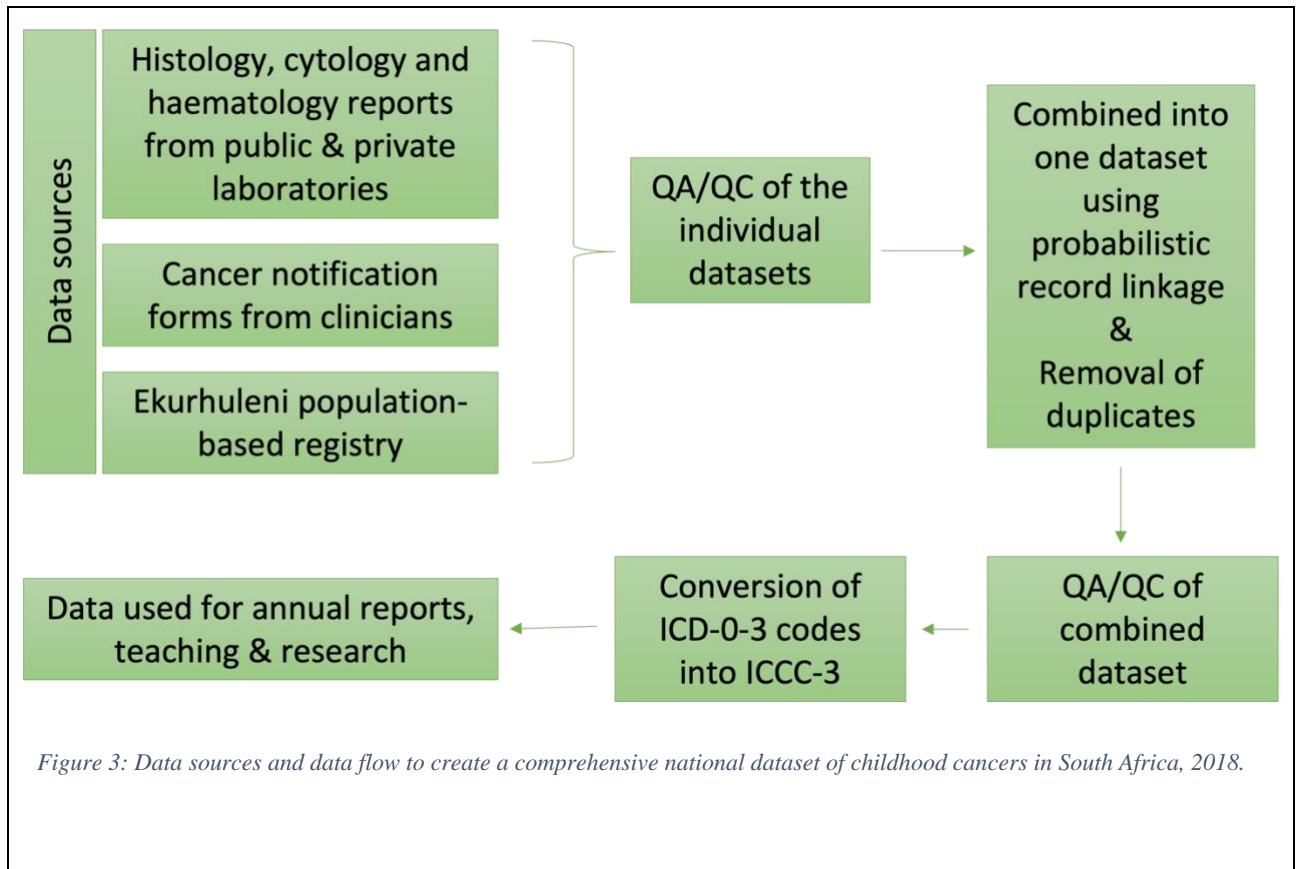 Data sources
Histology, cytology and
haematology reports
from public & private
laboratories
Cancer notification
forms from clinicians
Ekurhuleni population-
based registry
QA/QC of the
individual
datasets
Combined into
one dataset
using
probabilistic
record linkage
&
Removal of
duplicates
QA/QC of
combined
dataset
Conversion of
ICD-0-3 codes
into ICCC-3
Data used for annual reports,
teaching & research
Figure 3: Data sources and data flow to create a comprehensive national dataset of childhood cancers in South Africa, 2018.